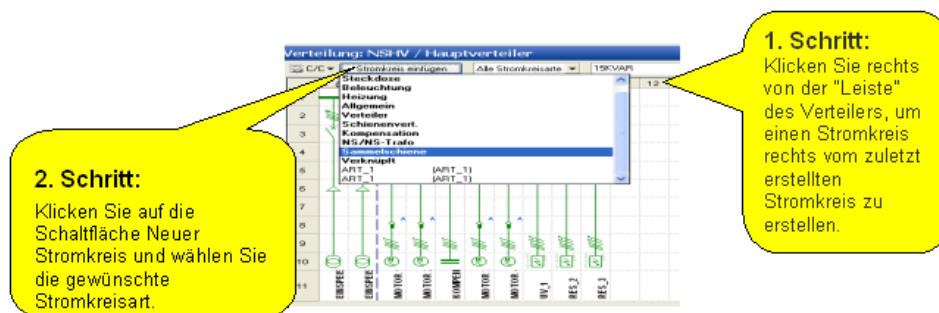 Verteilung: NSHV / Hauptverteiler
C/C Stromkreis einfügen Alle Stromkreisarte 15KVAR
12
Steckdose
Beleuchtung
Heizung
Allgemein
Verteiler
Schienenvert.
Kompensation
NS/NS-Trafo
Sammelschiene
Verknüpft
ART_1 (ART_1)
ART_1 (ART_1)
2
3
4
5
6
7
8
9
10
11
EINSPEIS
EINSPEIS
MOTOR.
MOTOR.
KOMPEN
MOTOR.
MOTOR.
UV_1
RES_2
RES_3
1. Schritt:
Klicken Sie rechts
von der "Leiste"
des Verteilers, um
einen Stromkreis
rechts vom zuletzt
erstellten
Stromkreis zu
erstellen.
2. Schritt:
Klicken Sie auf die
Schaltfläche Neuer
Stromkreis und wählen Sie
die gewünschte
Stromkreisart.